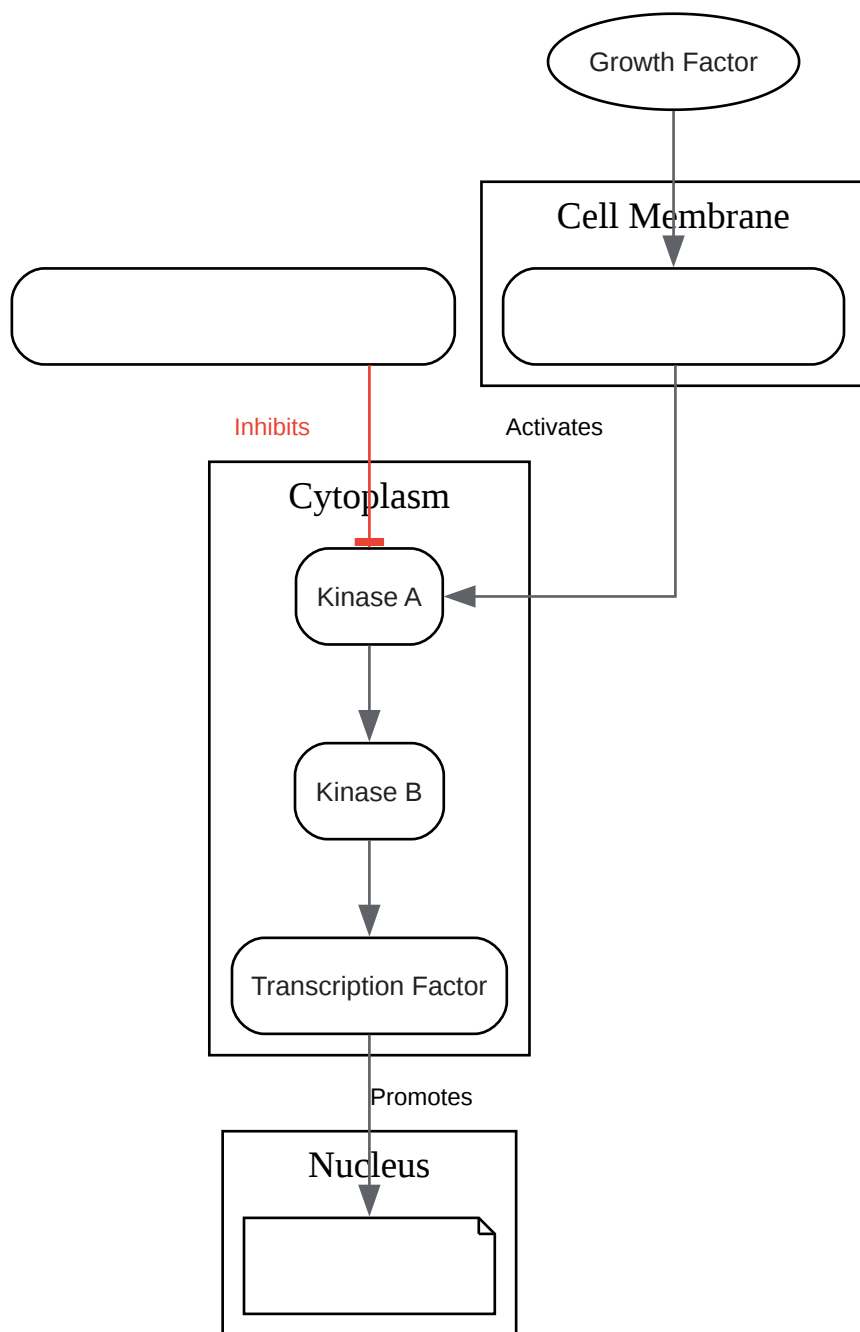 Growth Factor
Cell Membrane
Inhibits
Activates
Cytoplasm
Kinase A
Kinase B
Transcription Factor
Promotes
Nucleus